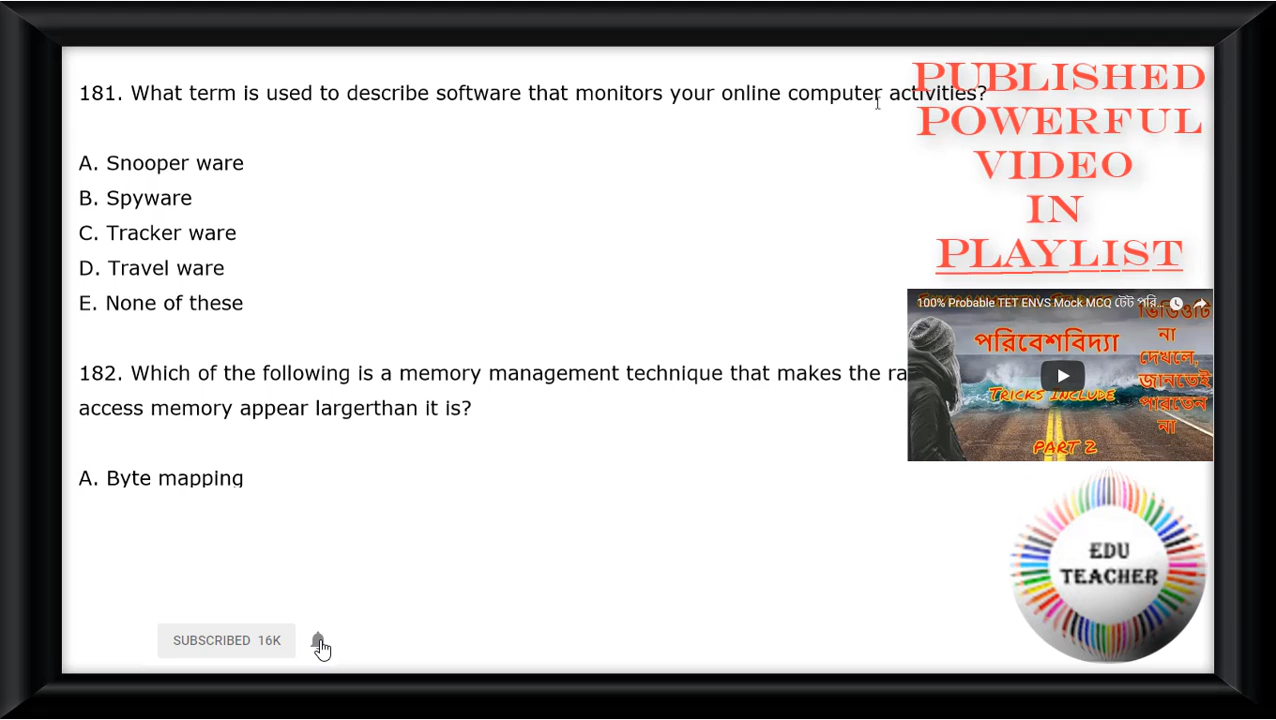 181. What term is used to describe software that monitors your online computer activities?
A. Snooper ware
B. Spyware
C. Tracker ware
D. Travel ware
E. None of these
182. Which of the following is a memory management technique that makes the ra
access memory appear largerthan it is?
A. Byte mapping
PUBLISHED
POWERFUL
VIDEO
IN
PLAYLIST
100% Probable TET ENVS Mock MCQ টেট পরি...
ভিডিওটি
না
দেখলে,
জানতেই
পারতেন
না
পরিবেশবিদ্যা
TRICKS INCLUDE
PART 2
EDU
TEACHER
SUBSCRIBED 16K